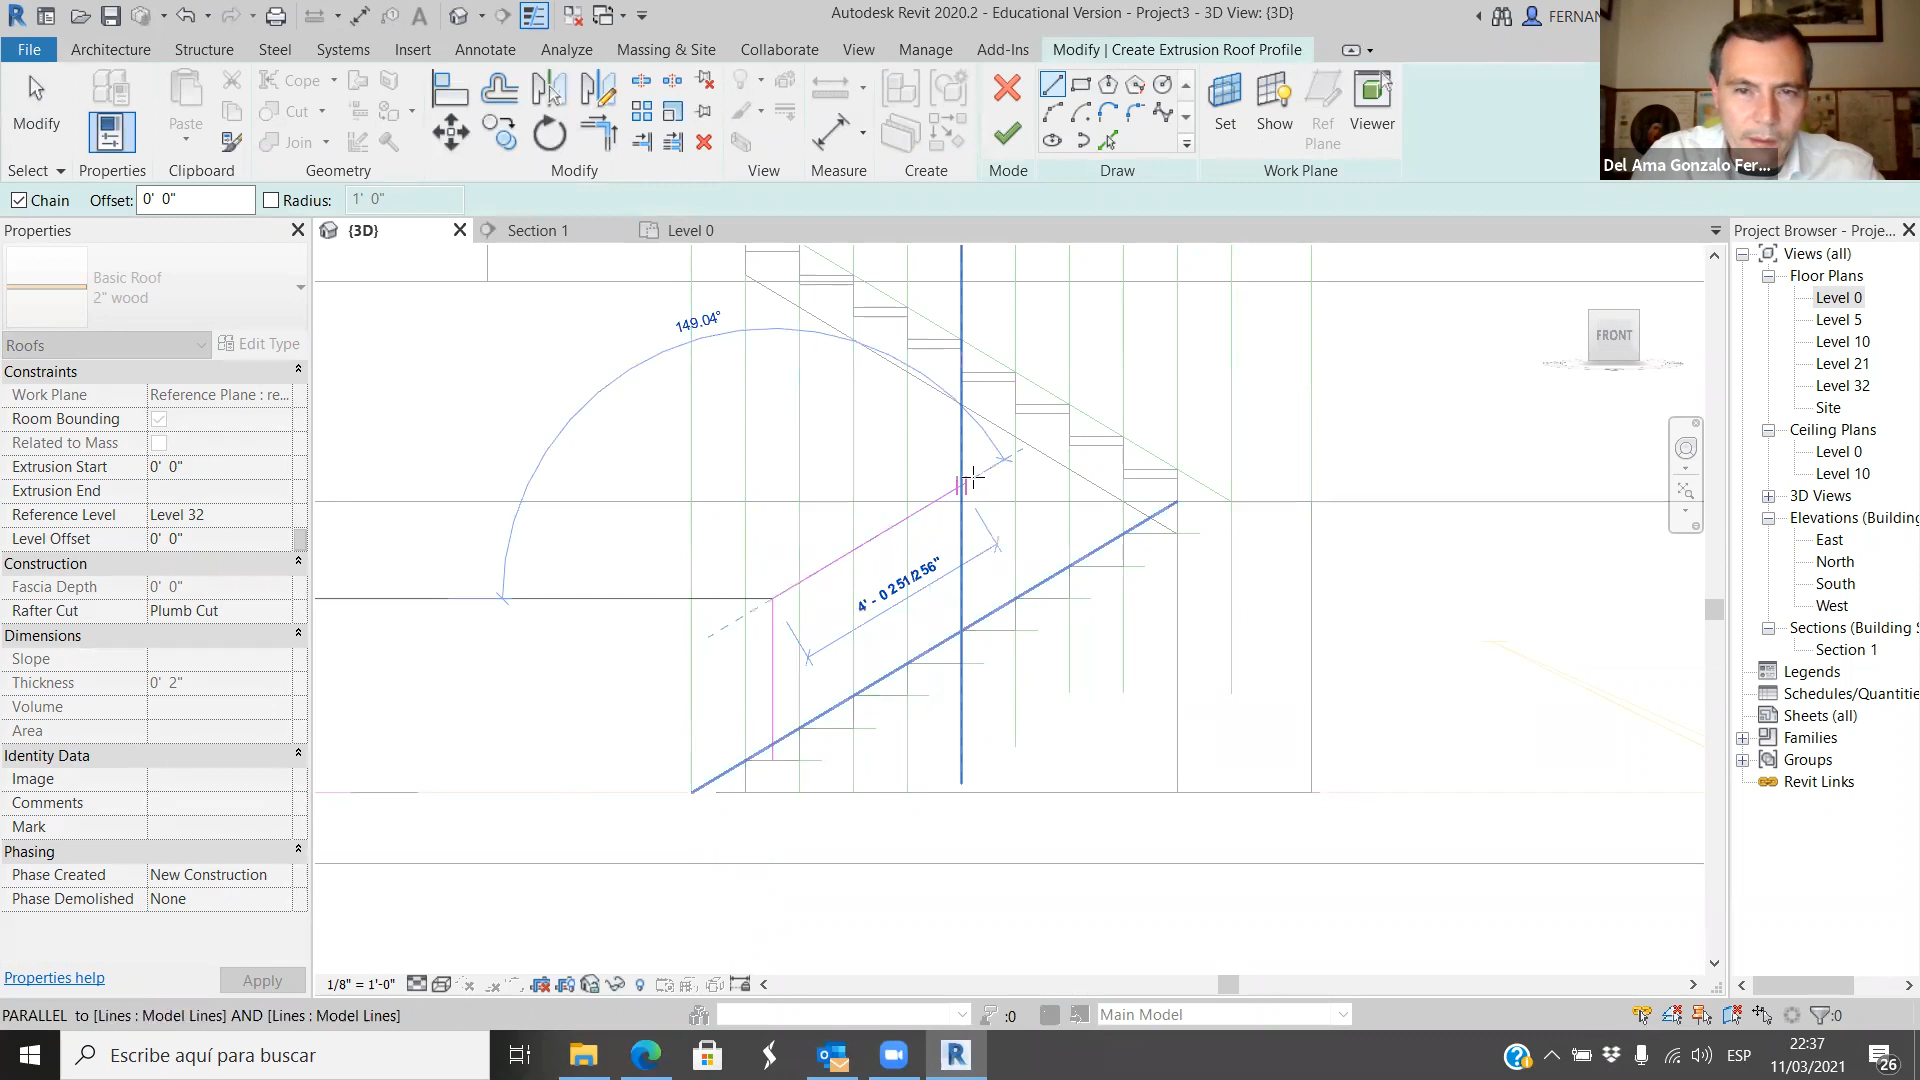 Autodesk Revit 2020.2 - Educational Version - Project3 - 3D View: {3D}
FERNAN
File
Architecture
Structure
Steel
Systems
Insert
Annotate
Analyze
Massing & Site
Collaborate
View
Manage
Add-Ins
Modify | Create Extrusion Roof Profile
Modify
Paste
Cope
Cut
Join
Set
Show
Ref
Plane
Viewer
Select
Properties
Clipboard
Geometry
Modify
View
Measure
Create
Mode
Draw
Work Plane
Del Ama Gonzalo Fer...
Chain
Offset:
0' 0"
Radius:
1' 0"
Properties
{3D}
Section 1
Level 0
Project Browser - Proje...
Basic Roof
2" wood
Roofs
Edit Type
Constraints
Work Plane
Reference Plane : re...
Room Bounding
Related to Mass
Extrusion Start
0' 0"
Extrusion End
Reference Level
Level 32
Level Offset
0' 0"
Construction
Fascia Depth
0' 0"
Rafter Cut
Plumb Cut
Dimensions
Slope
Thickness
0' 2"
Volume
Area
Identity Data
Image
Comments
Mark
Phasing
Phase Created
New Construction
Phase Demolished
None
Properties help
Apply
149.04°
4' - 0 251/256"
FRONT
Views (all)
Floor Plans
Level 0
Level 5
Level 10
Level 21
Level 32
Site
Ceiling Plans
Level 0
Level 10
3D Views
Elevations (Building
East
North
South
West
Sections (Building S
Section 1
Legends
Schedules/Quantitie
Sheets (all)
Families
Groups
Revit Links
1/8" = 1'-0"
PARALLEL to [Lines : Model Lines] AND [Lines : Model Lines]
:0
Main Model
:0
Escribe aquí para buscar
ESP
22:37
11/03/2021
26